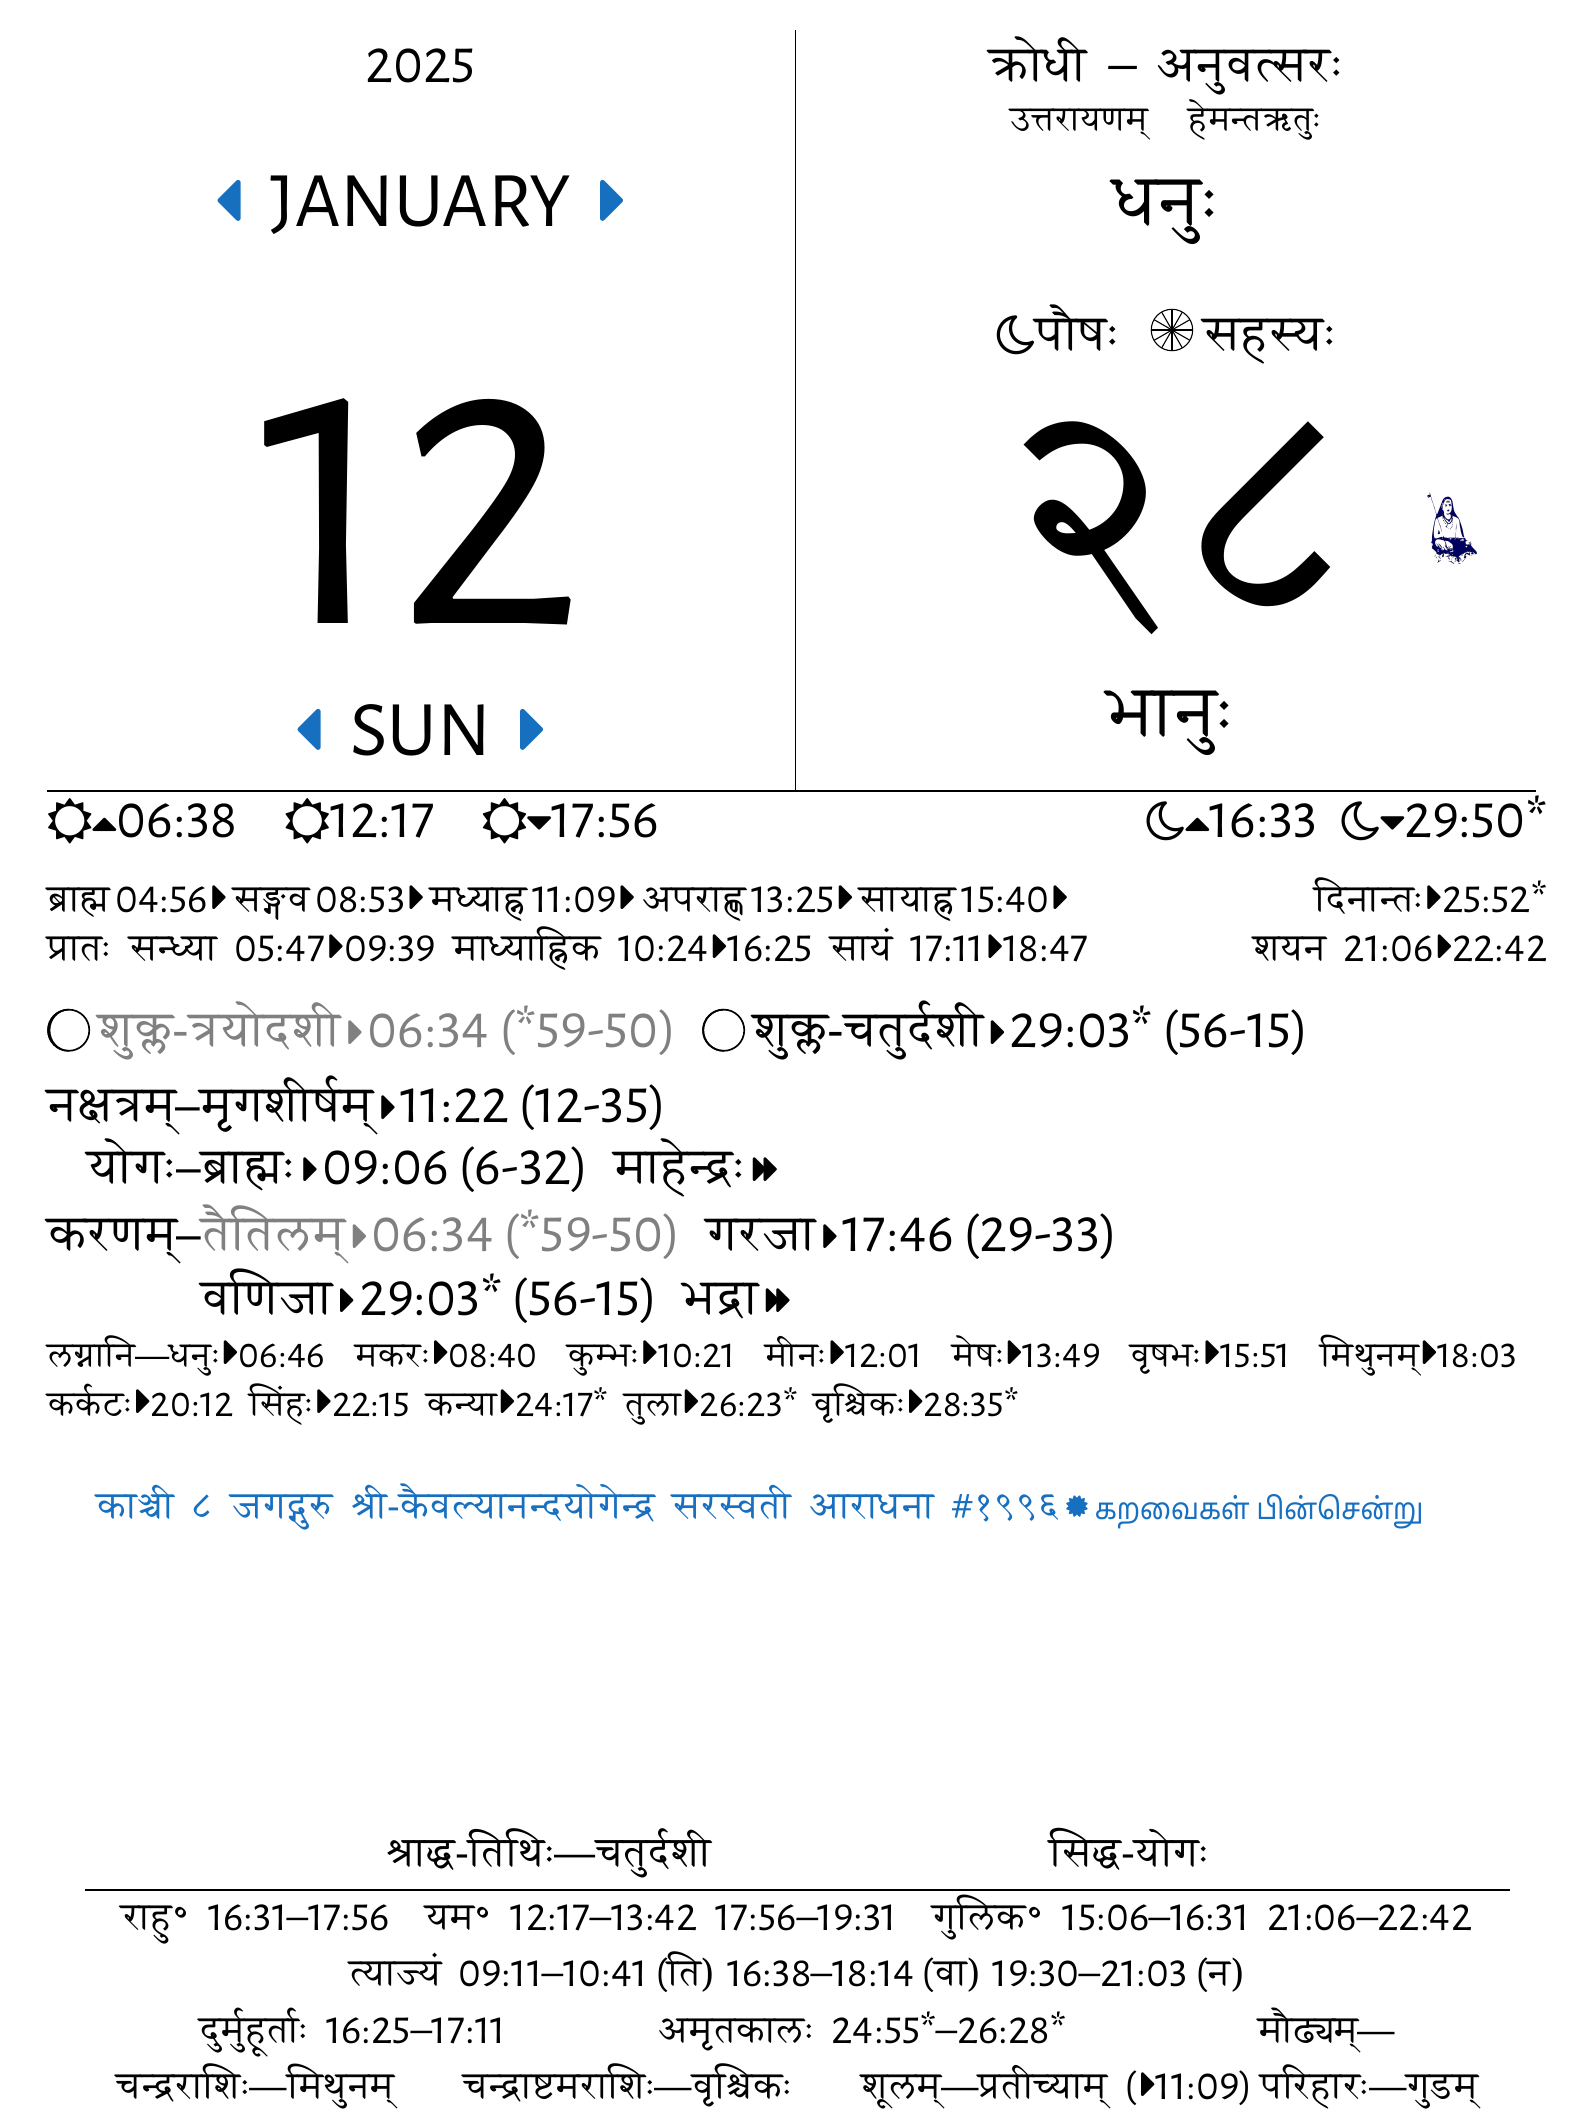 2025
JANUARY
12
SUN
क्रोधी – अनुवत्सरः
उत्तरायणम् हेमन्तऋतुः
धनुः
पौषः सहस्यः
२८
भानुः
06:38 12:17 17:56 16:33 29:50*
ब्राह्म 04:56 सङ्गव 08:53 मध्याह्न 11:09 अपराह्ण 13:25 सायाह्न 15:40 दिनान्तः 25:52*
प्रातः सन्ध्या 05:47 09:39 माध्याह्निक 10:24 16:25 सायं 17:11 18:47 शयन 21:06 22:42
शुक्ल-त्रयोदशी 06:34 (*59-50) शुक्ल-चतुर्दशी 29:03* (56-15)
नक्षत्रम्–मृगशीर्षम् 11:22 (12-35)
योगः–ब्राह्मः 09:06 (6-32) माहेन्द्रः
करणम्–तैतिलम् 06:34 (*59-50) गरजा 17:46 (29-33)
वणिजा 29:03* (56-15) भद्रा
लग्नानि—धनुः 06:46 मकरः 08:40 कुम्भः 10:21 मीनः 12:01 मेषः 13:49 वृषभः 15:51 मिथुनम् 18:03
कर्कटः 20:12 सिंहः 22:15 कन्या 24:17* तुला 26:23* वृश्चिकः 28:35*
काञ्ची ८ जगद्गुरु श्री-कैवल्यानन्दयोगेन्द्र सरस्वती आराधना #१९९६ கறவைகள் பின்சென்று
श्राद्ध-तिथिः—चतुर्दशी सिद्ध-योगः
राहु॰ 16:31–17:56 यम॰ 12:17–13:42 17:56–19:31 गुलिक॰ 15:06–16:31 21:06–22:42
त्याज्यं 09:11–10:41 (ति) 16:38–18:14 (वा) 19:30–21:03 (न)
दुर्मुहूर्ताः 16:25–17:11 अमृतकालः 24:55*–26:28* मौढ्यम्—
चन्द्रराशिः—मिथुनम् चन्द्राष्टमराशिः—वृश्चिकः शूलम्—प्रतीच्याम् (11:09) परिहारः—गुडम्